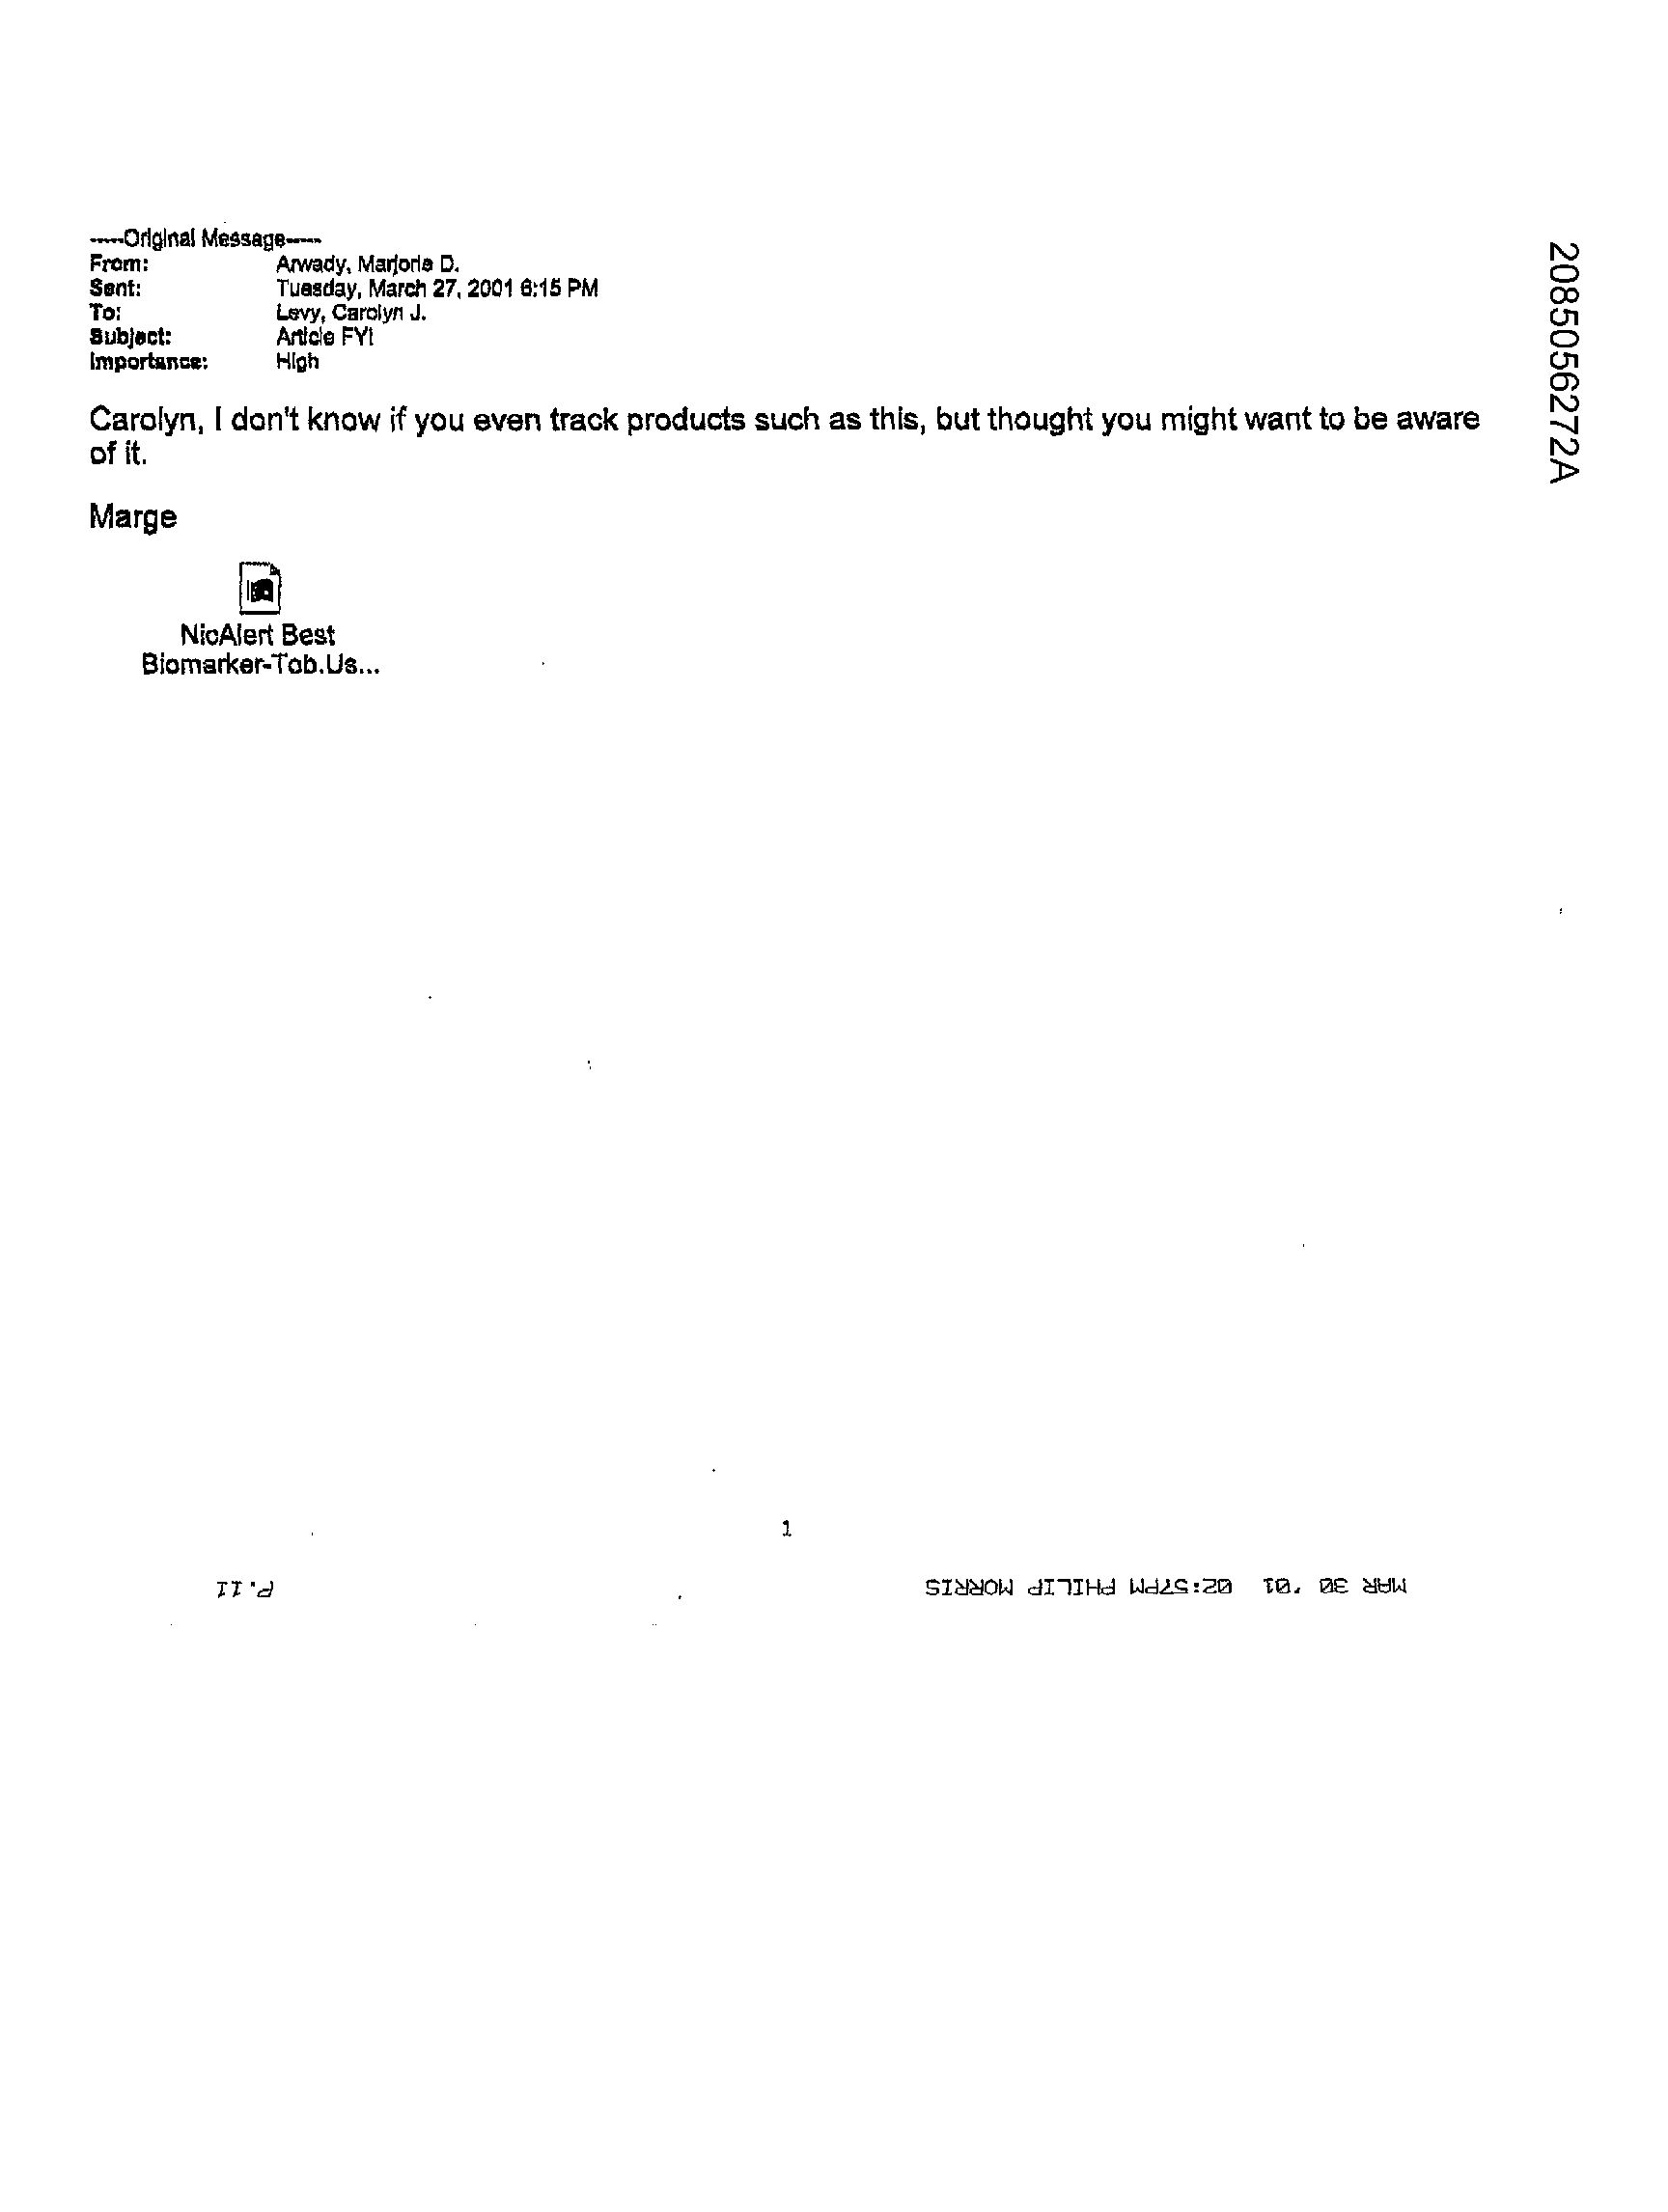 -----Original Message-----
From: Arwady, Marjorie D.
Sent: Tuesday, March 27, 2001 6:15 PM
To: Levy, Carolyn J.
Subject: Article FYI
Importance: High
Carolyn, I don't know if you even track products such as this, but thought you might want to be aware
of it.
Marge
NicAlert Best
Biomarker-Tob.Us...
2085056272A
1
MAR 30 '01 02:57PM PHILIP MORRIS
P.11